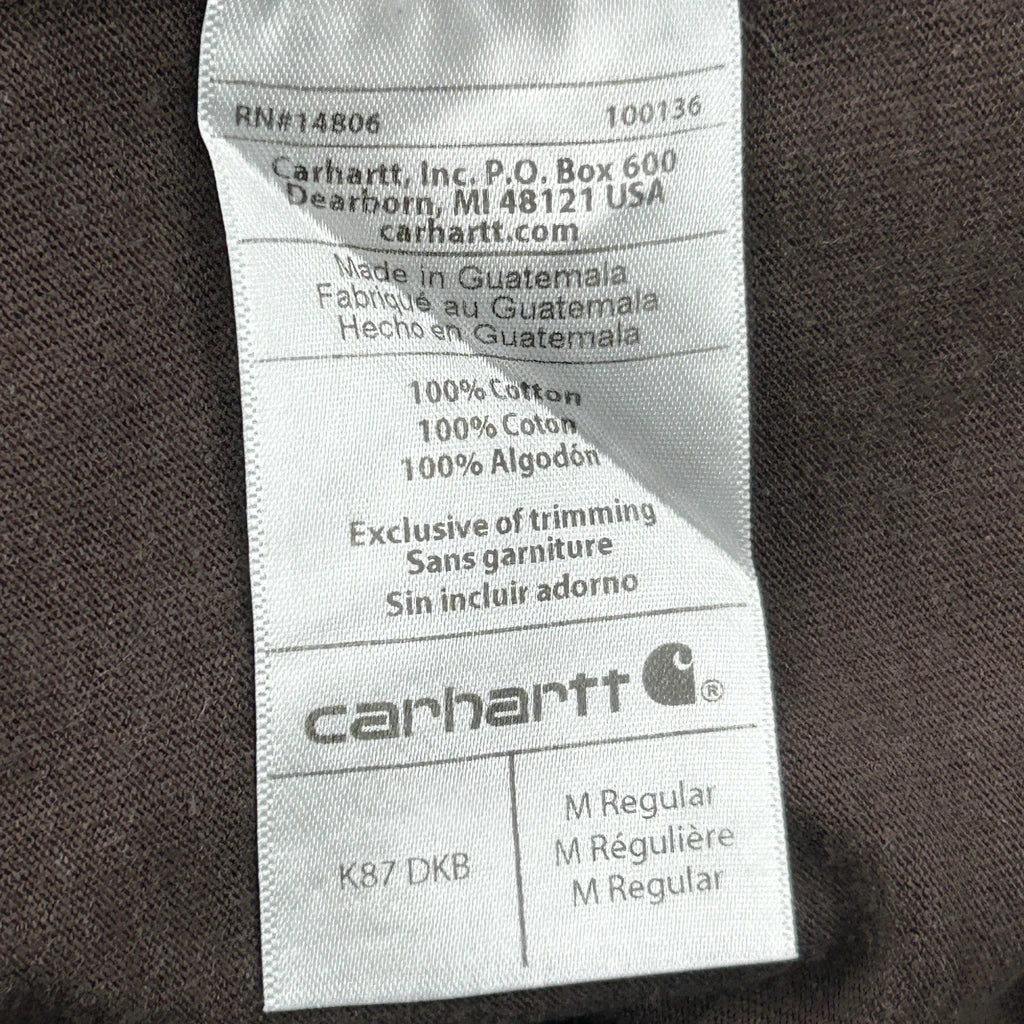 RN#14806 100136
Carhartt, Inc. P.O. Box 600
Dearborn, MI 48121 USA
carhartt.com
Made in Guatemala
Fabriqué au Guatemala
Hecho en Guatemala
100% Cotton
100% Coton
100% Algodón
Exclusive of trimming
Sans garniture
Sin incluir adorno
carhartt ®
K87 DKB
M Regular
M Régulière
M Regular